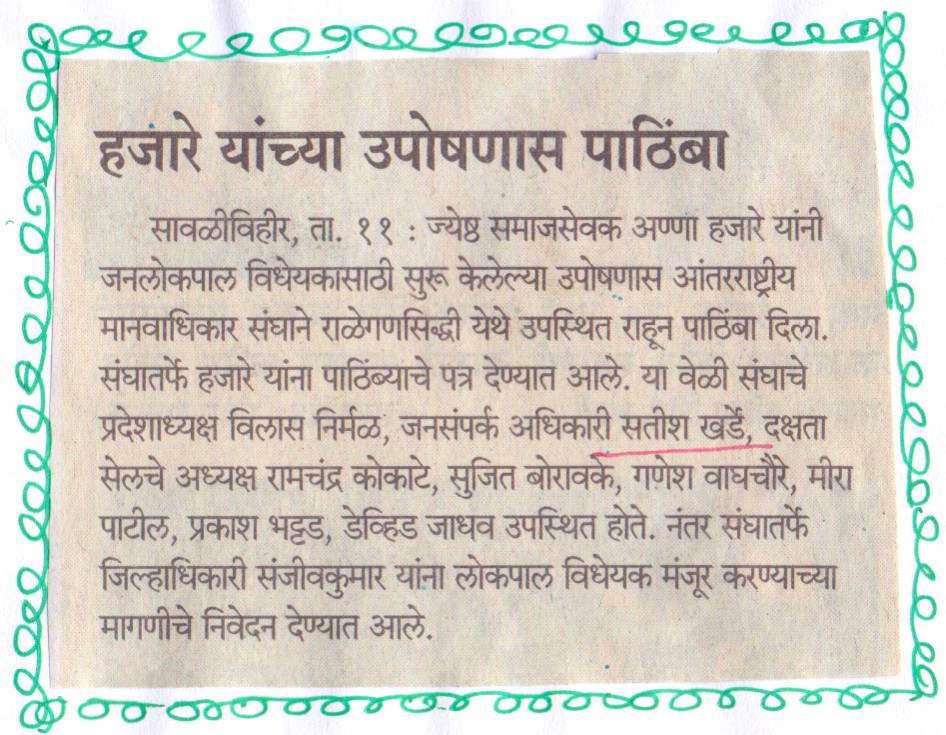 हजारे यांच्या उपोषणास पाठिंबा
सावळीविहीर, ता. ११ : ज्येष्ठ समाजसेवक अण्णा हजारे यांनी
जनलोकपाल विधेयकासाठी सुरू केलेल्या उपोषणास आंतरराष्ट्रीय
मानवाधिकार संघाने राळेगणसिद्धी येथे उपस्थित राहून पाठिंबा दिला.
संघातर्फे हजारे यांना पाठिंब्याचे पत्र देण्यात आले. या वेळी संघाचे
प्रदेशाध्यक्ष विलास निर्मळ, जनसंपर्क अधिकारी सतीश खर्डे, दक्षता
सेलचे अध्यक्ष रामचंद्र कोकाटे, सुजित बोरावके, गणेश वाघचौरे, मीरा
पाटील, प्रकाश भट्टड, डेव्हिड जाधव उपस्थित होते. नंतर संघातर्फे
जिल्हाधिकारी संजीवकुमार यांना लोकपाल विधेयक मंजूर करण्याच्या
मागणीचे निवेदन देण्यात आले.